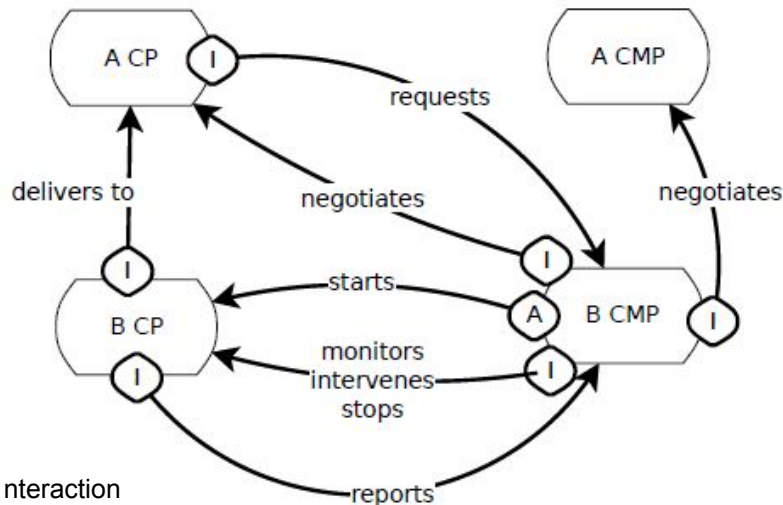 A CP
I
A CMP
requests
delivers to
negotiates
negotiates
I
I
starts
B CP
A
B CMP
I
monitors
intervenes
stops
I
I
nteraction
reports